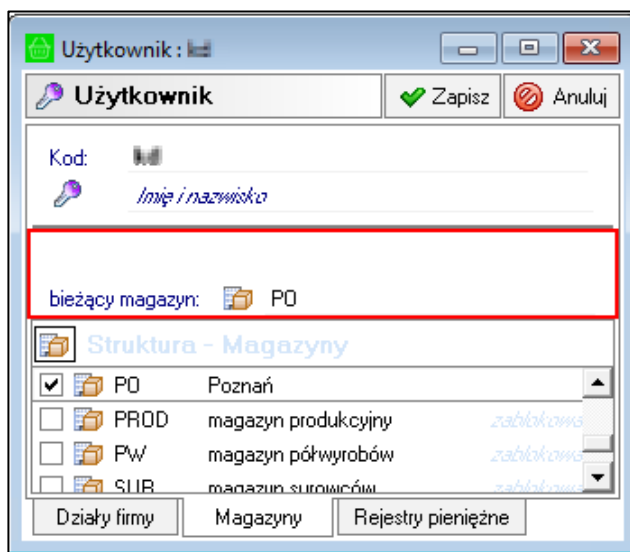 Użytkownik :
Użytkownik Zapisz Anuluj
Kod:
Imię i nazwisko
bieżący magazyn: PO
Struktura - Magazyny
PO Poznań
PROD magazyn produkcyjny
PW magazyn półwyrobów
SUR magazyn surowców
Działy firmy Magazyny Rejestry pieniężne